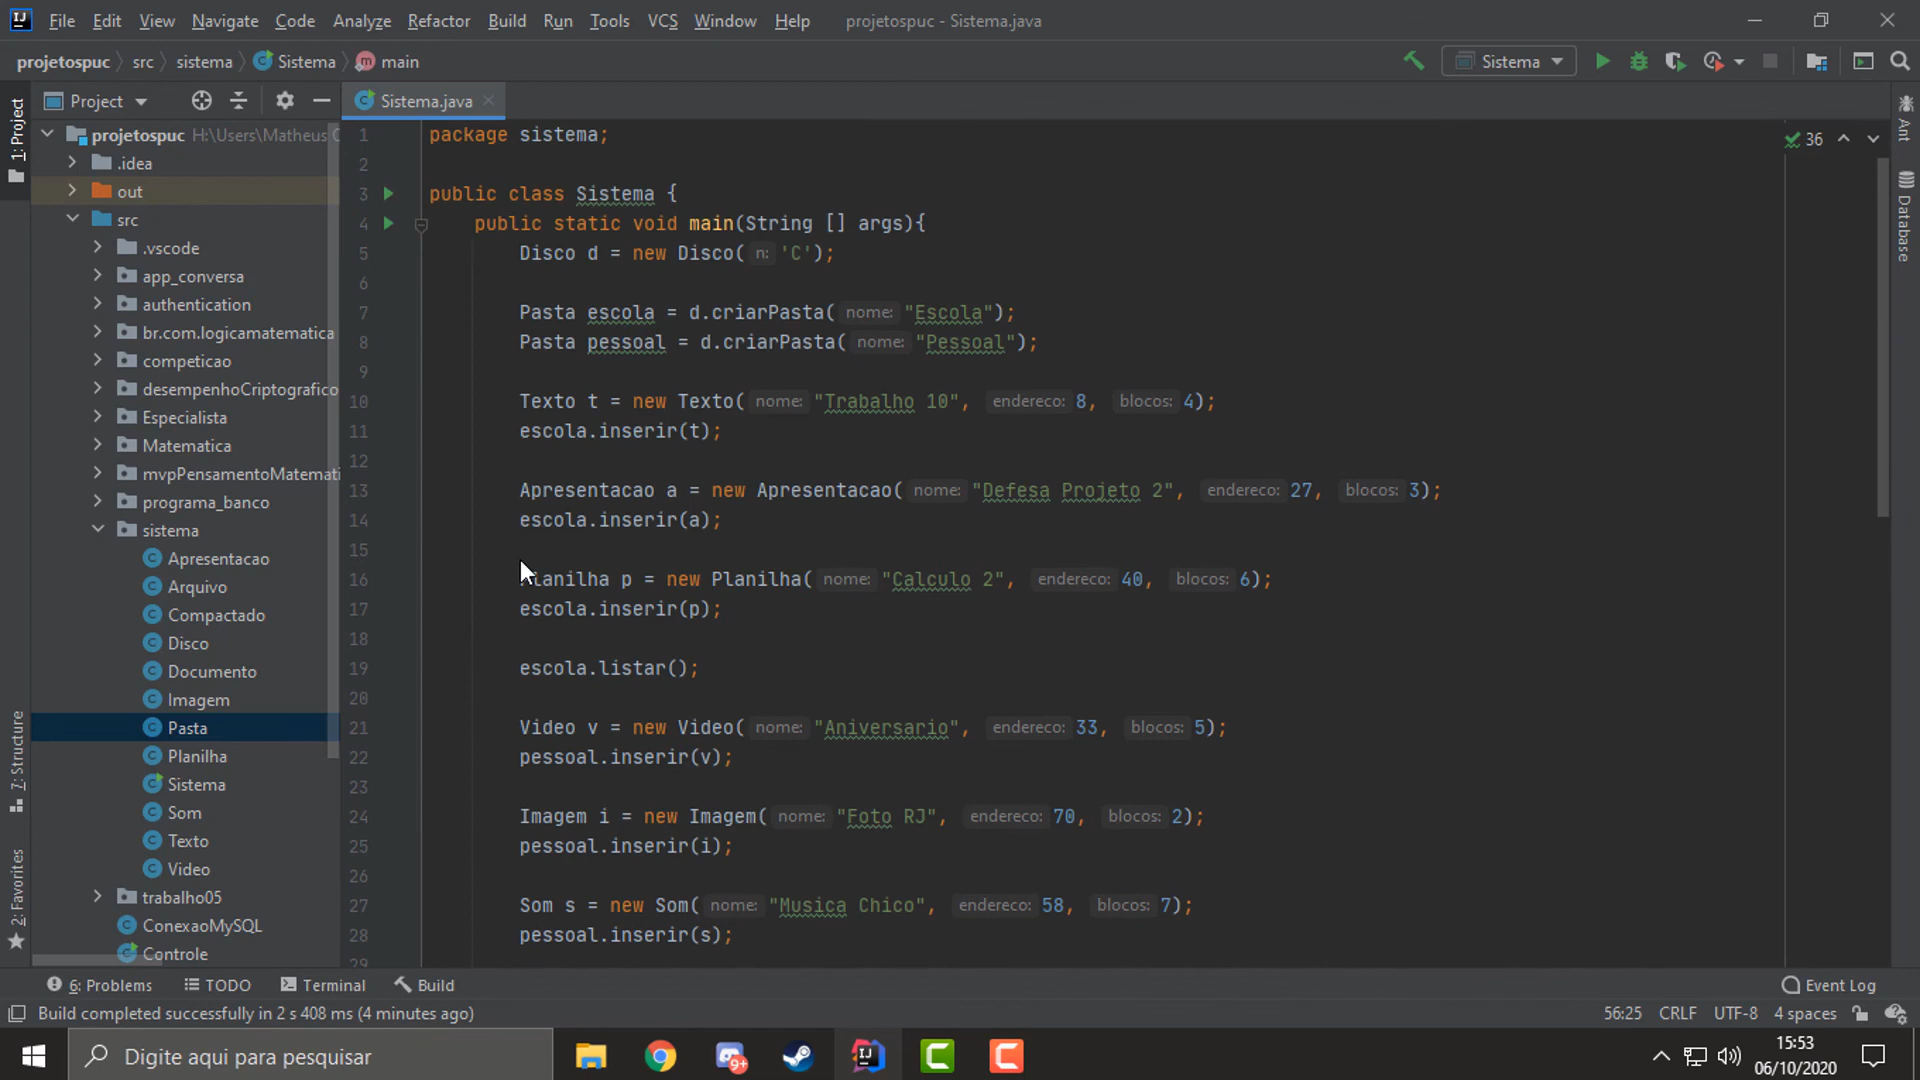 File Edit View Navigate Code Analyze Refactor Build Run Tools VCS Window Help projetospuc - Sistema.java
projetospuc src sistema Sistema main Sistema
Project Sistema.java
1: Project
7: Structure
2: Favorites
Ant
Database
projetospuc H:\Users\Matheus
.idea
out
src
.vscode
app_conversa
authentication
br.com.logicamatematica
competicao
desempenhoCriptografico
Especialista
Matematica
mvpPensamentoMatemati
programa_banco
sistema
Apresentacao
Arquivo
Compactado
Disco
Documento
Imagem
Pasta
Planilha
Sistema
Som
Texto
Video
trabalho05
ConexaoMySQL
Controle
36
1 package sistema;
2
3 public class Sistema {
4 public static void main(String [] args){
5 Disco d = new Disco( n: 'C');
6
7 Pasta escola = d.criarPasta( nome: "Escola");
8 Pasta pessoal = d.criarPasta( nome: "Pessoal");
9
10 Texto t = new Texto( nome: "Trabalho 10", endereco: 8, blocos: 4);
11 escola.inserir(t);
12
13 Apresentacao a = new Apresentacao( nome: "Defesa Projeto 2", endereco: 27, blocos: 3);
14 escola.inserir(a);
15
16 Planilha p = new Planilha( nome: "Calculo 2", endereco: 40, blocos: 6);
17 escola.inserir(p);
18
19 escola.listar();
20
21 Video v = new Video( nome: "Aniversario", endereco: 33, blocos: 5);
22 pessoal.inserir(v);
23
24 Imagem i = new Imagem( nome: "Foto RJ", endereco: 70, blocos: 2);
25 pessoal.inserir(i);
26
27 Som s = new Som( nome: "Musica Chico", endereco: 58, blocos: 7);
28 pessoal.inserir(s);
29
6: Problems TODO Terminal Build Event Log
Build completed successfully in 2 s 408 ms (4 minutes ago) 56:25 CRLF UTF-8 4 spaces
Digite aqui para pesquisar
9+
15:53
06/10/2020